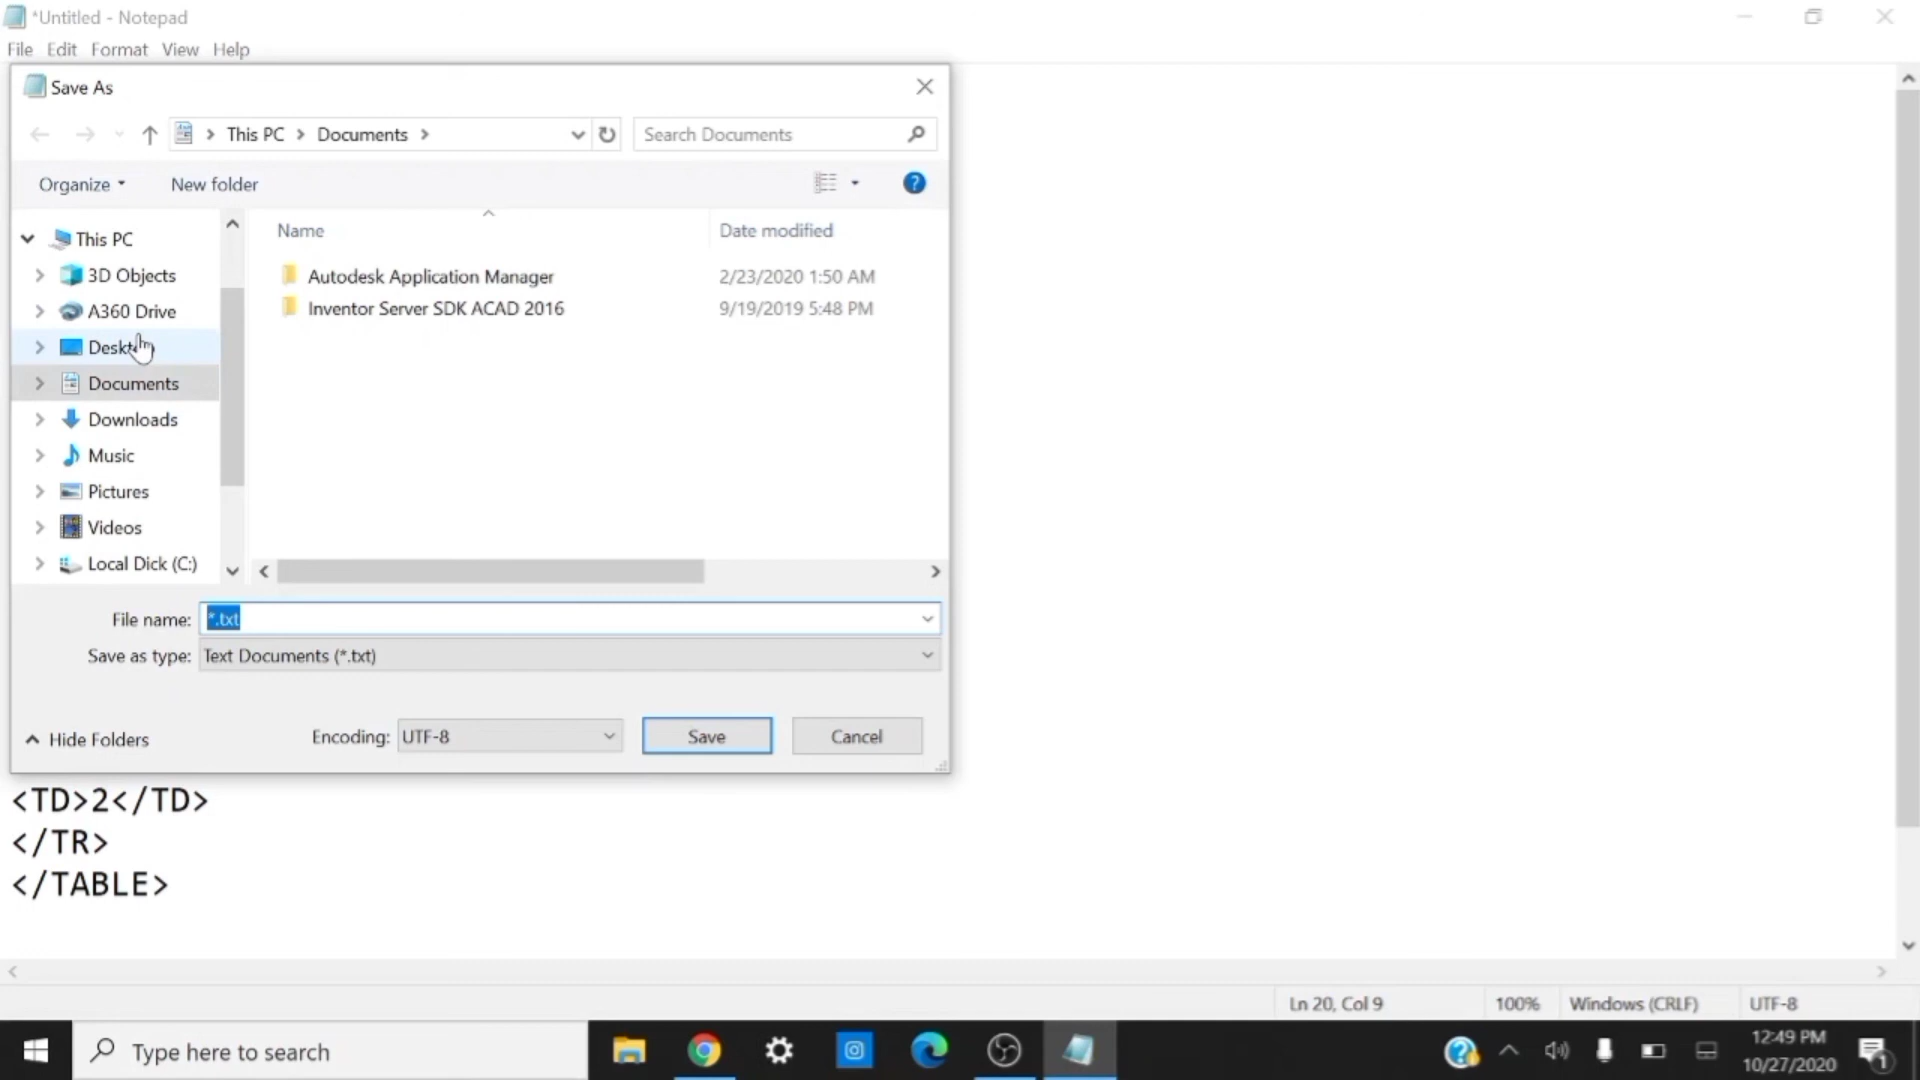 *Untitled - Notepad
File Edit Format View Help
Save As
This PC Documents
Search Documents
Organize New folder
?
This PC
3D Objects
A360 Drive
Documents
Downloads
Music
Pictures
Videos
Local Dick (C:)
Name Date modified
Autodesk Application Manager 2/23/2020 1:50 AM
Inventor Server SDK ACAD 2016 9/19/2019 5:48 PM
File name: *.txt
Save as type: Text Documents (*.txt)
Hide Folders Encoding: UTF-8 Save Cancel
<TD>2</TD>
</TR>
</TABLE>
Ln 20, Col 9 100% Windows (CRLF) UTF-8
Type here to search
12:49 PM
10/27/2020
1